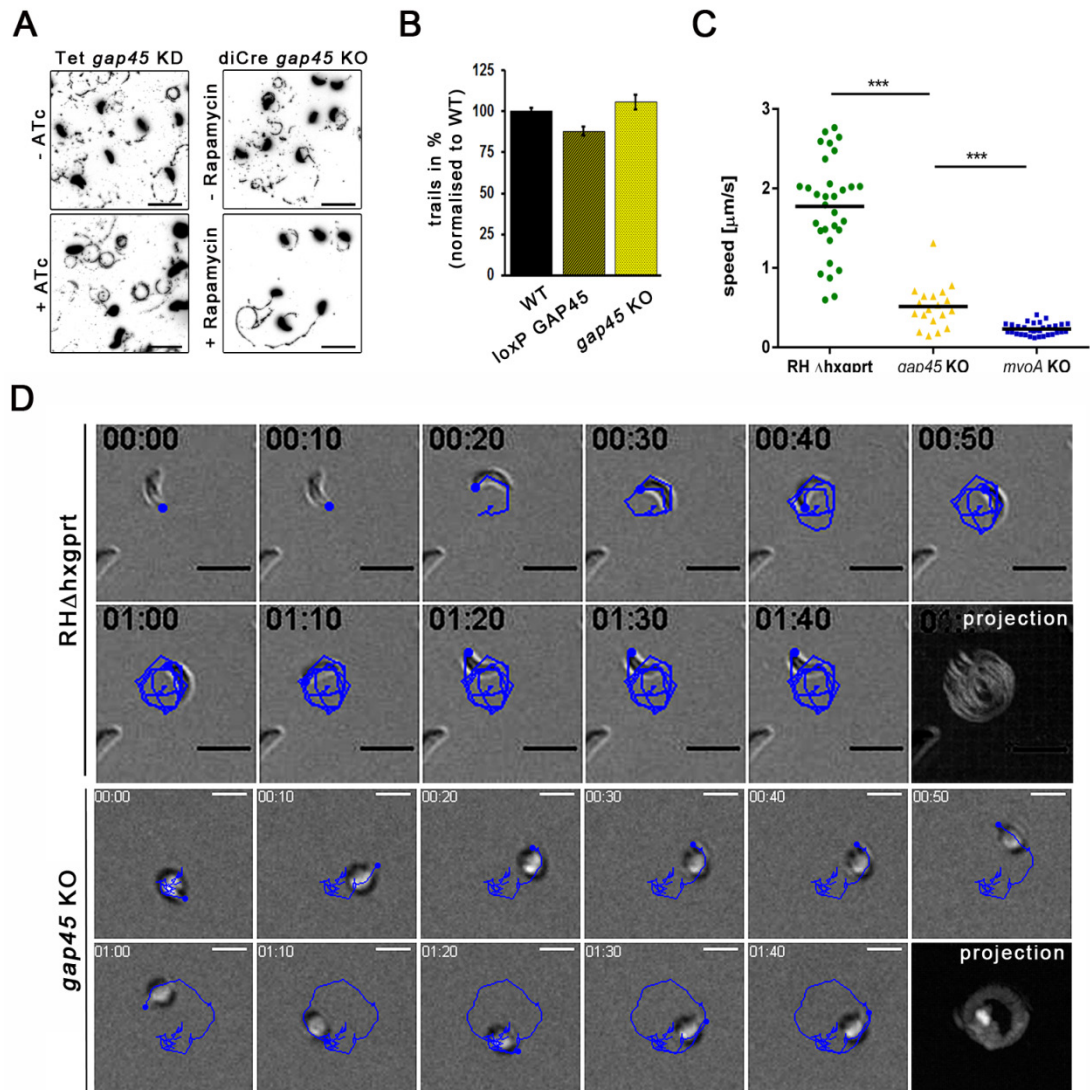 A
Tet gap45 KD
diCre gap45 KO
- ATc
- Rapamycin
+ ATc
+ Rapamycin
B
trails in %
(normalised to WT)
125
100
75
50
25
0
WT
loxP GAP45
gap45 KO
C
speed [µm/s]
3
2
1
0
***
***
RH Δhxgprt
gap45 KO
myoA KO
D
RHΔhxgprt
00:00
00:10
00:20
00:30
00:40
00:50
01:00
01:10
01:20
01:30
01:40
projection
gap45 KO
00:00
00:10
00:20
00:30
00:40
00:50
01:00
01:10
01:20
01:30
01:40
projection